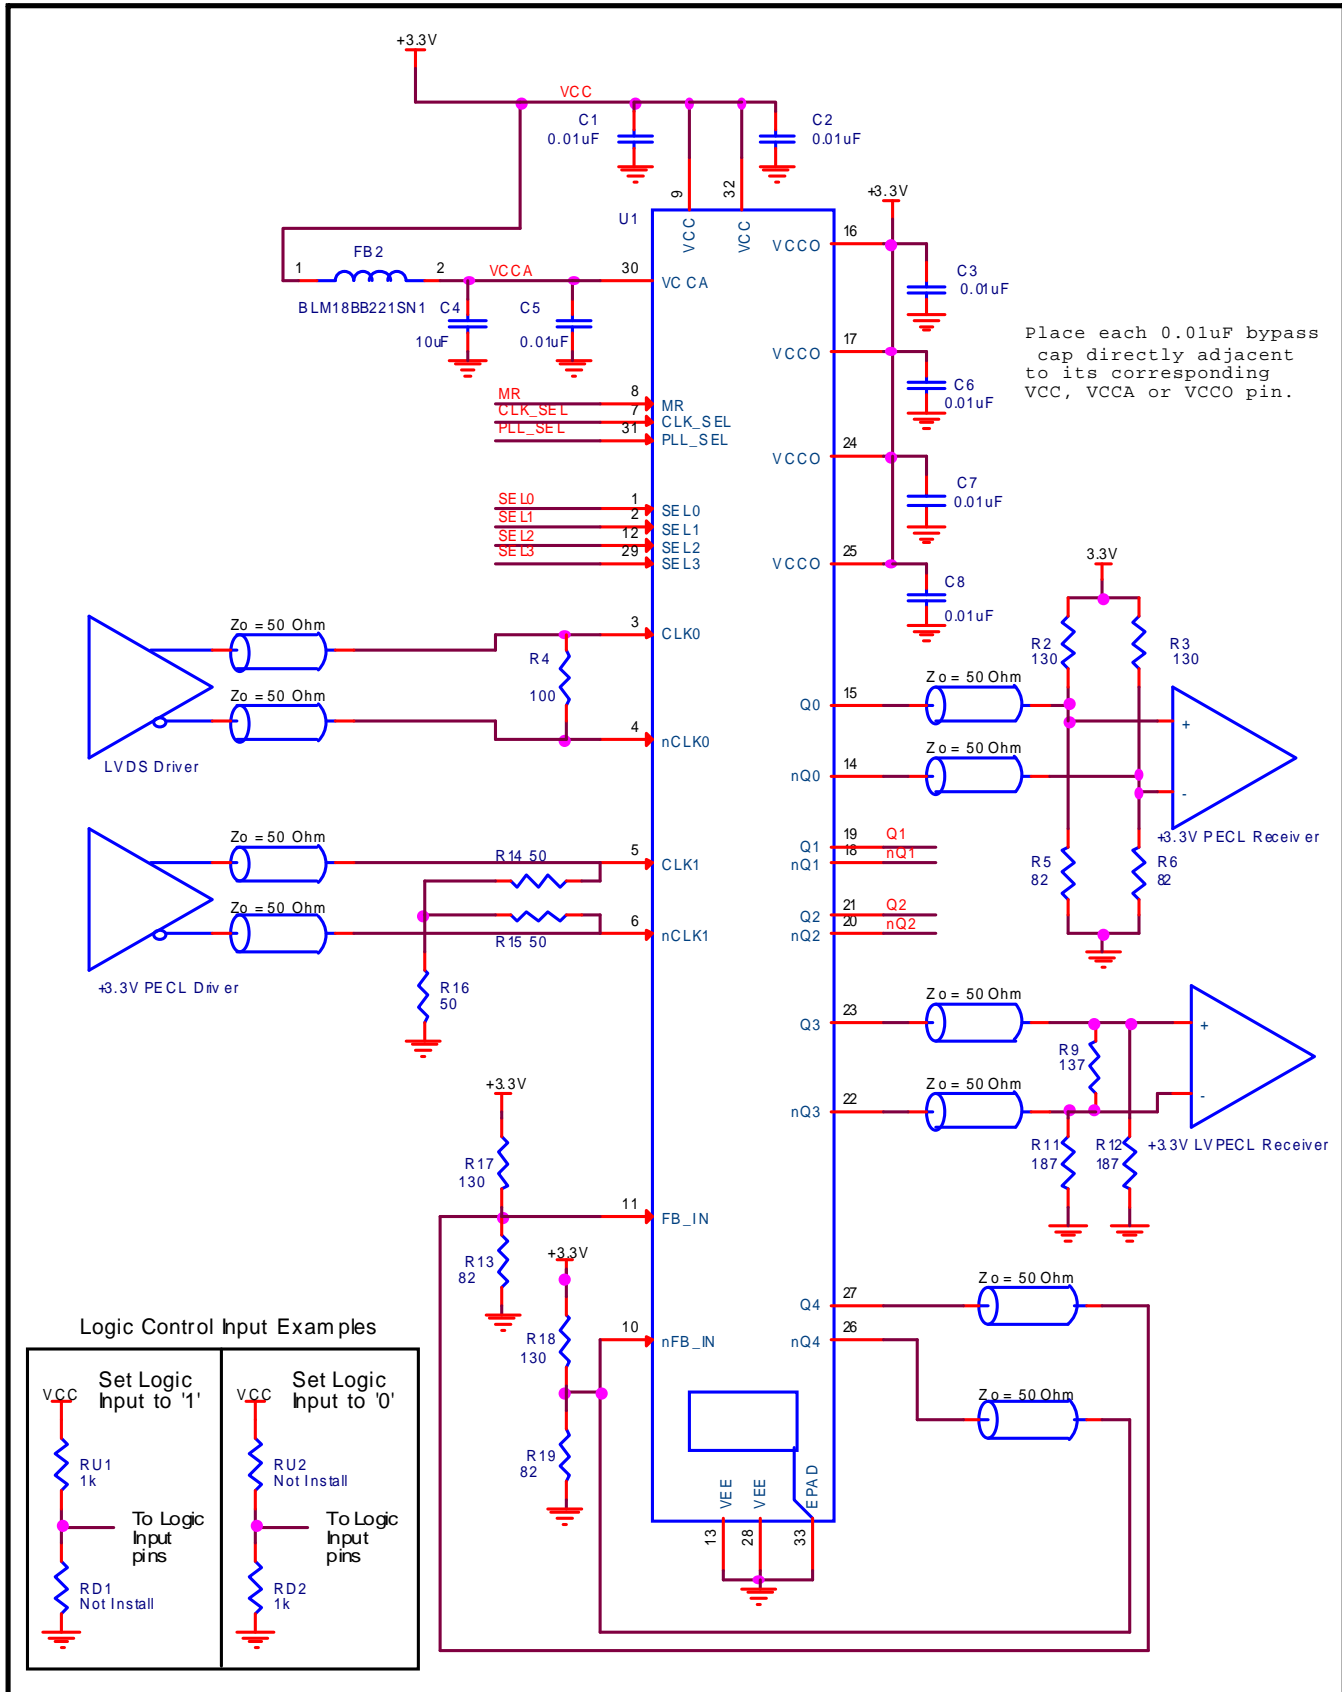 +3.3V
VCC
C1
0.01uF
C2
0.01uF
9
32
+3.3V
U1
VCC
VCC
VCCO
16
FB2
1
2
VCCA
30
VCCA
BLM18BB221SN1
C4
10uF
C5
0.01uF
C3
0.01uF
Place each 0.01uF bypass
cap directly adjacent
to its corresponding
VCC, VCCA or VCCO pin.
VCCO
17
C6
0.01uF
MR
8
MR
CLK_SEL
7
CLK_SEL
PLL_SEL
31
PLL_SEL
VCCO
24
C7
0.01uF
SEL0
1
SEL0
SEL1
2
SEL1
SEL2
12
SEL2
SEL3
29
SEL3
VCCO
25
C8
0.01uF
3.3V
Zo = 50 Ohm
3
CLK0
R4
100
Zo = 50 Ohm
4
nCLK0
LVDS Driver
R2
130
R3
130
Zo = 50 Ohm
Q0
15
+
Zo = 50 Ohm
nQ0
14
-
+3.3V PECL Receiver
R5
82
R6
82
Zo = 50 Ohm
R14 50
5
CLK1
Zo = 50 Ohm
R15 50
6
nCLK1
+3.3V PECL Driver
R16
50
Q1
19
Q1
nQ1
18
nQ1
Q2
21
Q2
nQ2
20
nQ2
Zo = 50 Ohm
Q3
23
+
R9
137
Zo = 50 Ohm
nQ3
22
-
R11
187
R12
187
+3.3V LVPECL Receiver
+3.3V
R17
130
11
FB_IN
R13
82
+3.3V
10
nFB_IN
R18
130
R19
82
Zo = 50 Ohm
Q4
27
nQ4
26
Zo = 50 Ohm
VEE
VEE
EPAD
13
28
33
Logic Control Input Examples
Set Logic
Input to '1'
VCC
RU1
1k
To Logic
Input
pins
RD1
Not Install
Set Logic
Input to '0'
VCC
RU2
Not Install
To Logic
Input
pins
RD2
1k